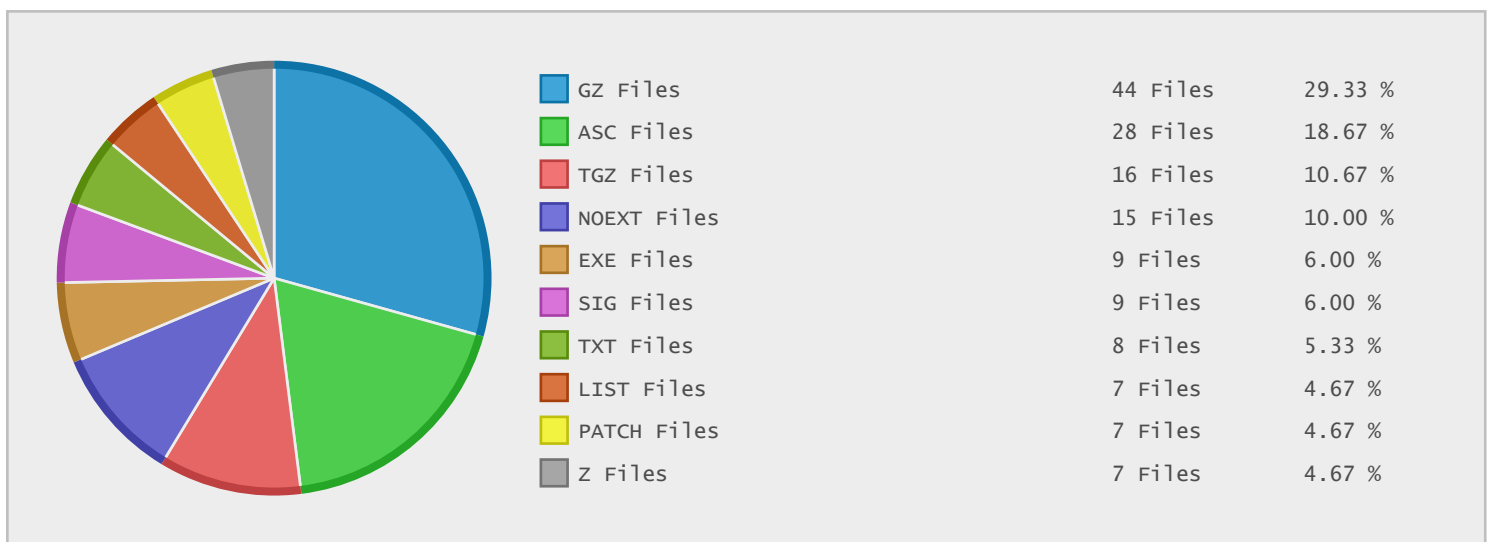 GZ Files 44 Files 29.33 %
ASC Files 28 Files 18.67 %
TGZ Files 16 Files 10.67 %
NOEXT Files 15 Files 10.00 %
EXE Files 9 Files 6.00 %
SIG Files 9 Files 6.00 %
TXT Files 8 Files 5.33 %
LIST Files 7 Files 4.67 %
PATCH Files 7 Files 4.67 %
Z Files 7 Files 4.67 %